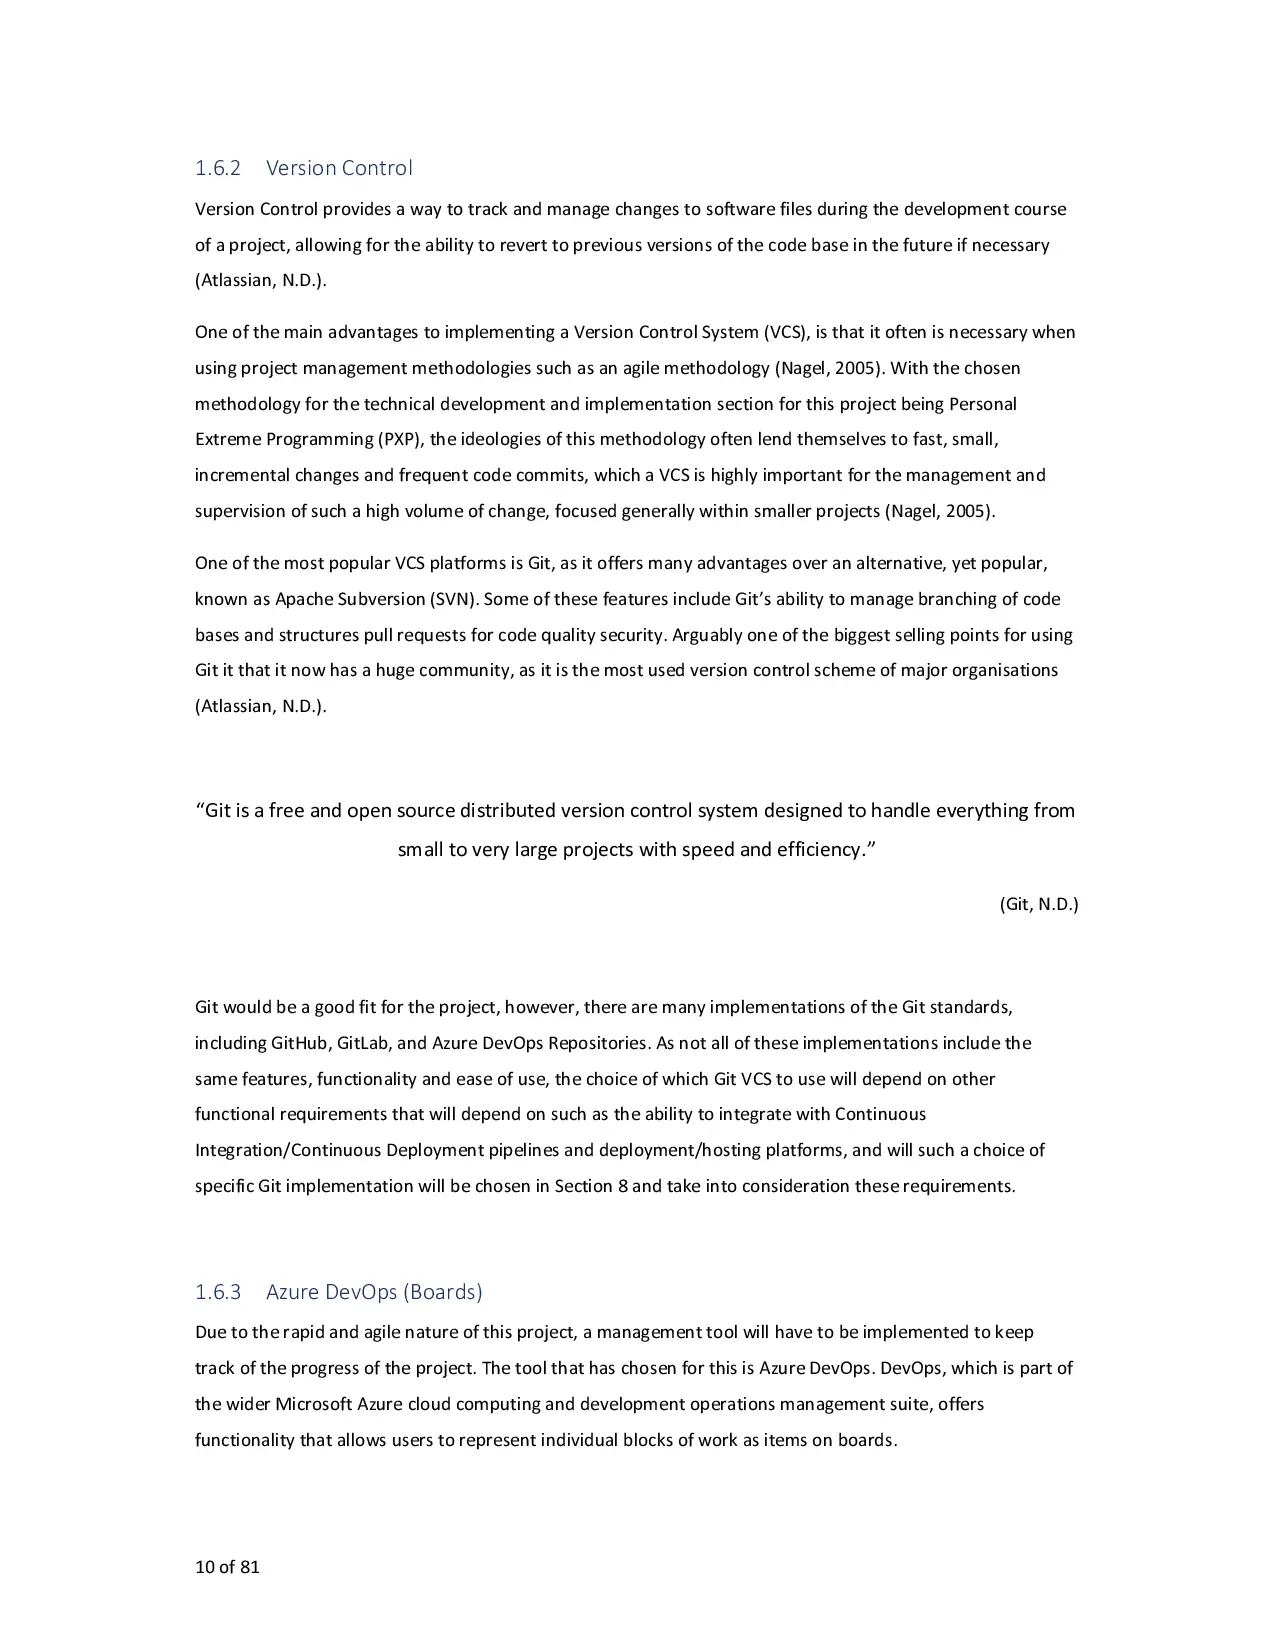 1.6.2 Version Control
Version Control provides a way to track and manage changes to software files during the development course
of a project, allowing for the ability to revert to previous versions of the code base in the future if necessary
(Atlassian, N.D.).
One of the main advantages to implementing a Version Control System (VCS), is that it often is necessary when
using project management methodologies such as an agile methodology (Nagel, 2005). With the chosen
methodology for the technical development and implementation section for this project being Personal
Extreme Programming (PXP), the ideologies of this methodology often lend themselves to fast, small,
incremental changes and frequent code commits, which a VCS is highly important for the management and
supervision of such a high volume of change, focused generally within smaller projects (Nagel, 2005).
One of the most popular VCS platforms is Git, as it offers many advantages over an alternative, yet popular,
known as Apache Subversion (SVN). Some of these features include Git’s ability to manage branching of code
bases and structures pull requests for code quality security. Arguably one of the biggest selling points for using
Git it that it now has a huge community, as it is the most used version control scheme of major organisations
(Atlassian, N.D.).
“Git is a free and open source distributed version control system designed to handle everything from
small to very large projects with speed and efficiency.”
(Git, N.D.)
Git would be a good fit for the project, however, there are many implementations of the Git standards,
including GitHub, GitLab, and Azure DevOps Repositories. As not all of these implementations include the
same features, functionality and ease of use, the choice of which Git VCS to use will depend on other
functional requirements that will depend on such as the ability to integrate with Continuous
Integration/Continuous Deployment pipelines and deployment/hosting platforms, and will such a choice of
specific Git implementation will be chosen in Section 8 and take into consideration these requirements.
1.6.3 Azure DevOps (Boards)
Due to the rapid and agile nature of this project, a management tool will have to be implemented to keep
track of the progress of the project. The tool that has chosen for this is Azure DevOps. DevOps, which is part of
the wider Microsoft Azure cloud computing and development operations management suite, offers
functionality that allows users to represent individual blocks of work as items on boards.
10 of 81